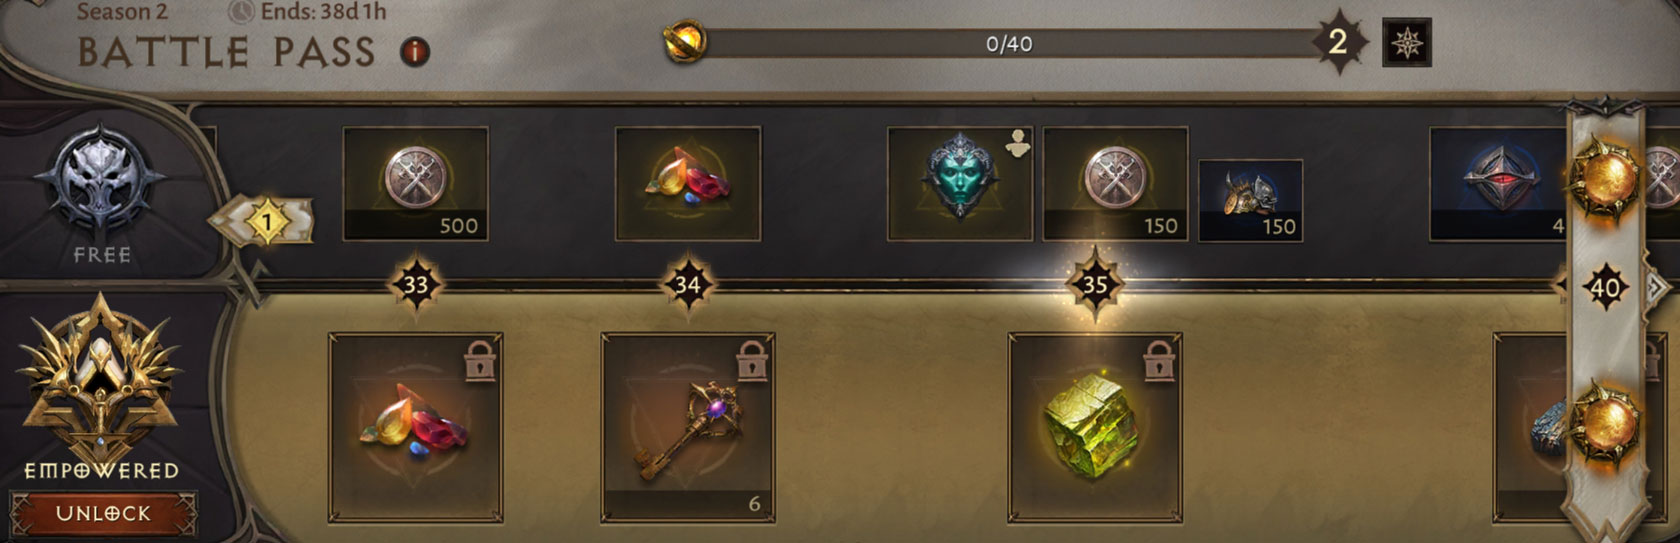 Season 2 Ends: 38d 1h
BATTLE PASS i
0/40
2
FREE
1
500
150
150
4
33
34
35
40
EMPOWERED
6
UNLOCK